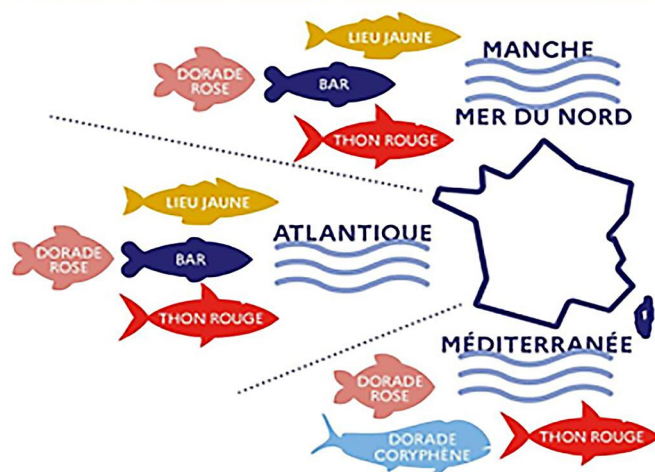 LIEU JAUNE
MANCHE
DORADE
ROSE
BAR
MER DU NORD
THON ROUGE
LIEU JAUNE
ATLANTIQUE
DORADE
ROSE
BAR
THON ROUGE
MÉDITERRANÉE
DORADE
ROSE
DORADE
CORYPHÈNE
THON ROUGE